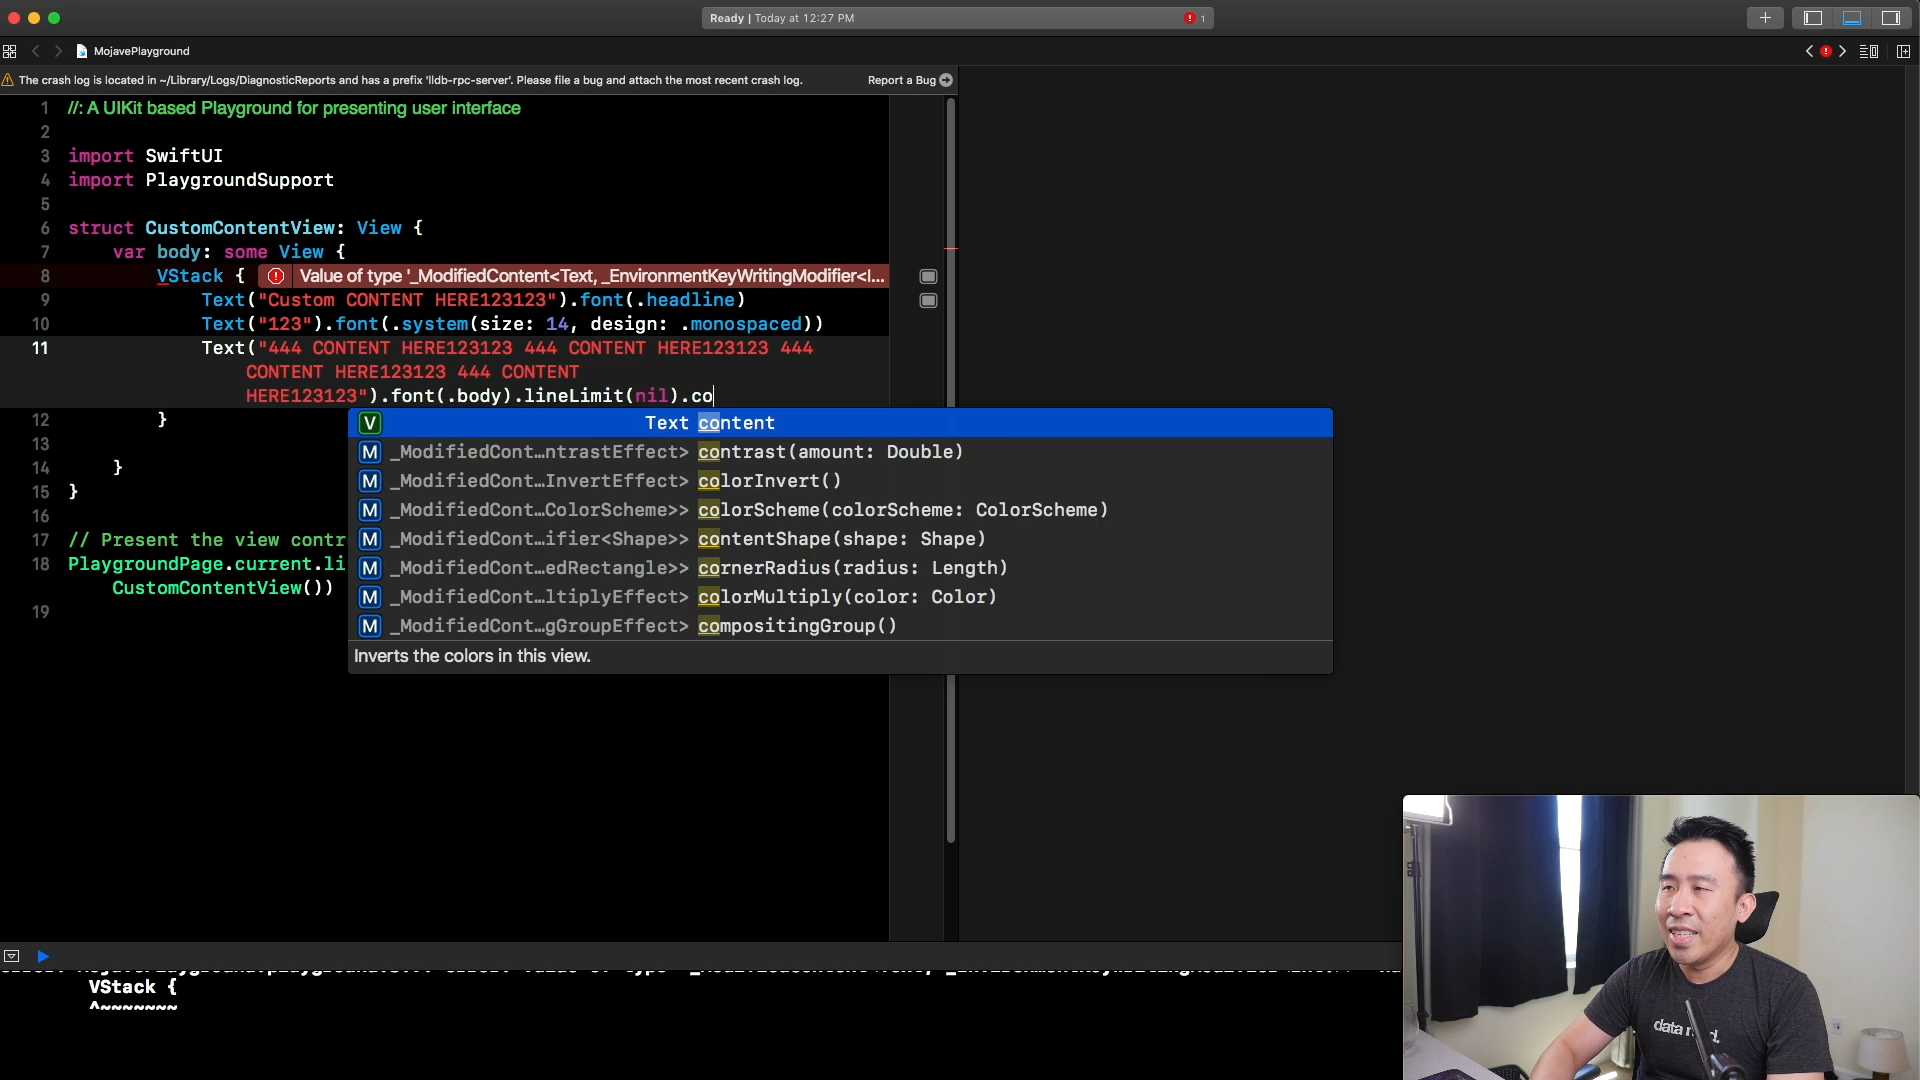 Ready | Today at 12:27 PM
1
MojavePlayground
The crash log is located in ~/Library/Logs/DiagnosticReports and has a prefix 'lldb-rpc-server'. Please file a bug and attach the most recent crash log.
Report a Bug
1 //: A UIKit based Playground for presenting user interface
2
3 import SwiftUI
4 import PlaygroundSupport
5
6 struct CustomContentView: View {
7 var body: some View {
8 VStack {
Value of type '_ModifiedContent<Text, _EnvironmentKeyWritingModifier<I...
9 Text("Custom CONTENT HERE123123").font(.headline)
10 Text("123").font(.system(size: 14, design: .monospaced))
11 Text("444 CONTENT HERE123123 444 CONTENT HERE123123 444
CONTENT HERE123123 444 CONTENT
HERE123123").font(.body).lineLimit(nil).co
12 }
13
14 }
15 }
16
17 // Present the view contr
18 PlaygroundPage.current.li
CustomContentView())
19
V Text content
M _ModifiedCont…ntrastEffect> contrast(amount: Double)
M _ModifiedCont…InvertEffect> colorInvert()
M _ModifiedCont…ColorScheme>> colorScheme(colorScheme: ColorScheme)
M _ModifiedCont…ifier<Shape>> contentShape(shape: Shape)
M _ModifiedCont…edRectangle>> cornerRadius(radius: Length)
M _ModifiedCont…ltiplyEffect> colorMultiply(color: Color)
M _ModifiedCont…gGroupEffect> compositingGroup()
Inverts the colors in this view.
VStack {
^~~~~~~~
data